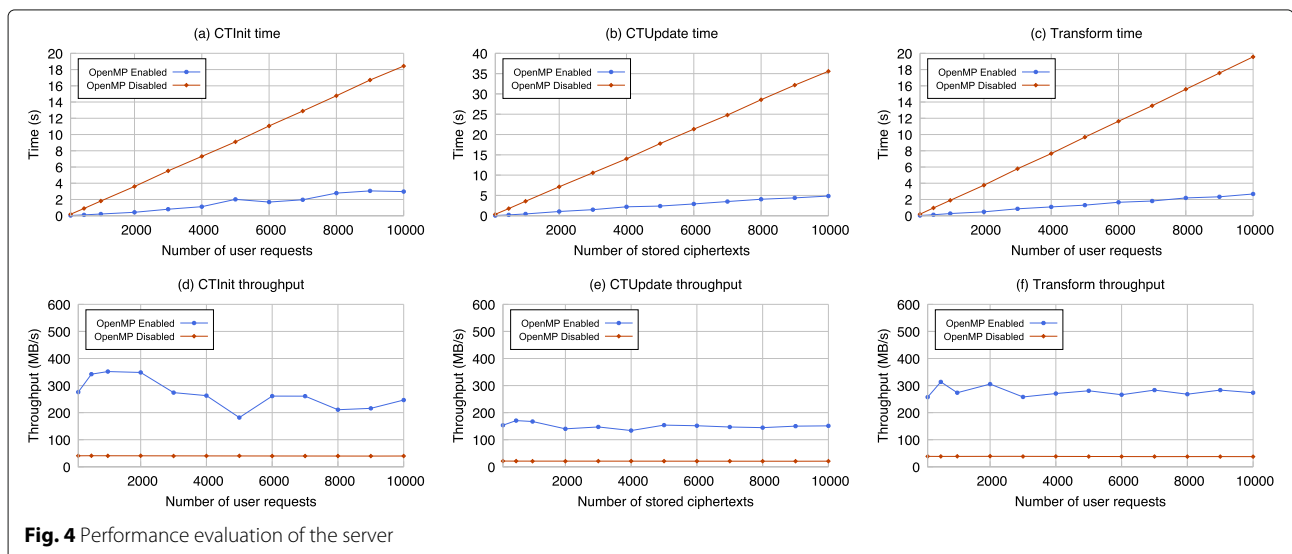 (a) CTInit time
20
18
16
14
12
10
8
6
4
2
0
Time (s)
OpenMP Enabled
OpenMP Disabled
2000 4000 6000 8000 10000
Number of user requests
(b) CTUpdate time
40
35
30
25
20
15
10
5
0
Time (s)
OpenMP Enabled
OpenMP Disabled
2000 4000 6000 8000 10000
Number of stored ciphertexts
(c) Transform time
20
18
16
14
12
10
8
6
4
2
0
Time (s)
OpenMP Enabled
OpenMP Disabled
2000 4000 6000 8000 10000
Number of user requests
(d) CTInit throughput
600
500
400
300
200
100
0
Throughput (MB/s)
OpenMP Enabled
OpenMP Disabled
2000 4000 6000 8000 10000
Number of user requests
(e) CTUpdate throughput
600
500
400
300
200
100
0
Throughput (MB/s)
OpenMP Enabled
OpenMP Disabled
2000 4000 6000 8000 10000
Number of stored ciphertexts
(f) Transform throughput
600
500
400
300
200
100
0
Throughput (MB/s)
OpenMP Enabled
OpenMP Disabled
2000 4000 6000 8000 10000
Number of user requests
Fig. 4 Performance evaluation of the server